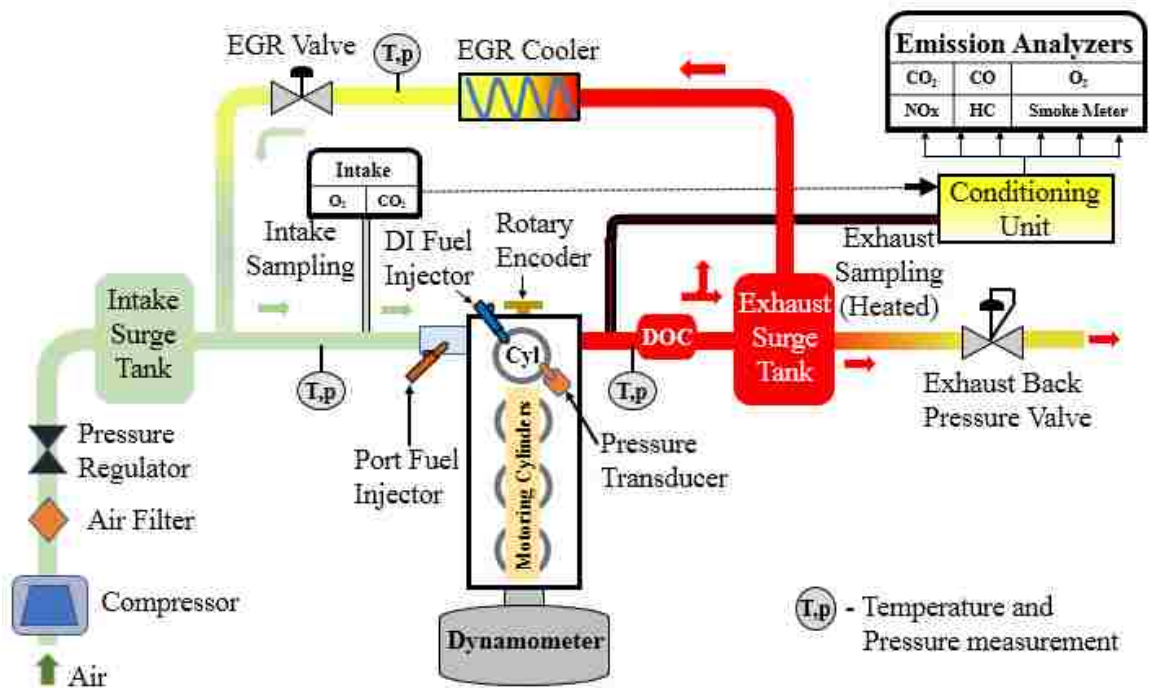 EGR Valve
T,p
EGR Cooler
Emission Analyzers
CO₂ CO O₂
NOx HC Smoke Meter
Intake
O₂ CO₂
Conditioning
Unit
Intake
Sampling
DI Fuel
Injector
Rotary
Encoder
Exhaust
Sampling
(Heated)
Intake
Surge
Tank
Cyl
DOC
Exhaust
Surge
Tank
T,p
T,p
Exhaust Back
Pressure Valve
Pressure
Regulator
Port Fuel
Injector
Motoring Cylinders
Pressure
Transducer
Air Filter
Compressor
T,p - Temperature and
Pressure measurement
Dynamometer
Air